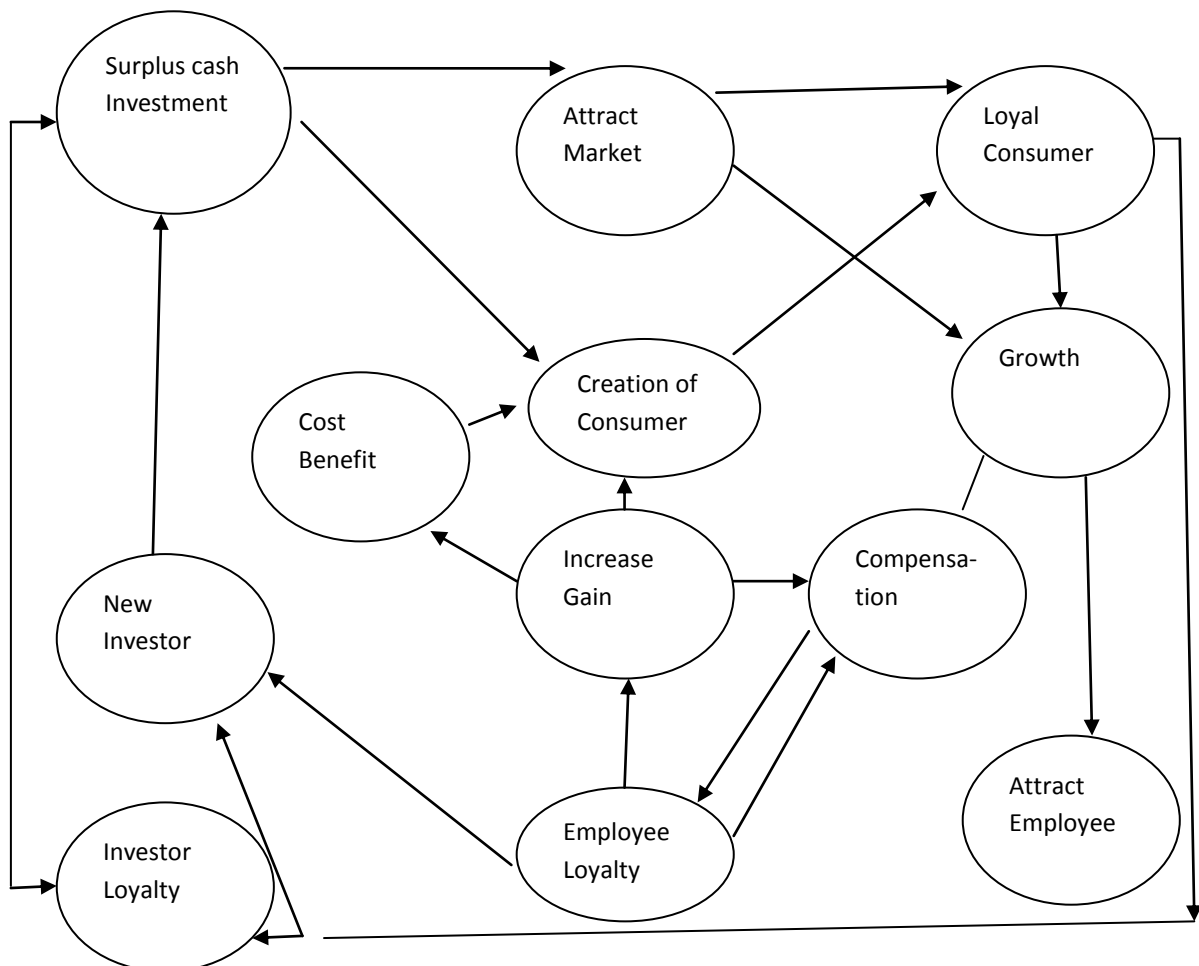 Surplus cash
Investment
Attract
Market
Loyal
Consumer
Growth
Creation of
Consumer
Cost
Benefit
Increase
Gain
Compensa-
tion
New
Investor
Attract
Employee
Employee
Loyalty
Investor
Loyalty